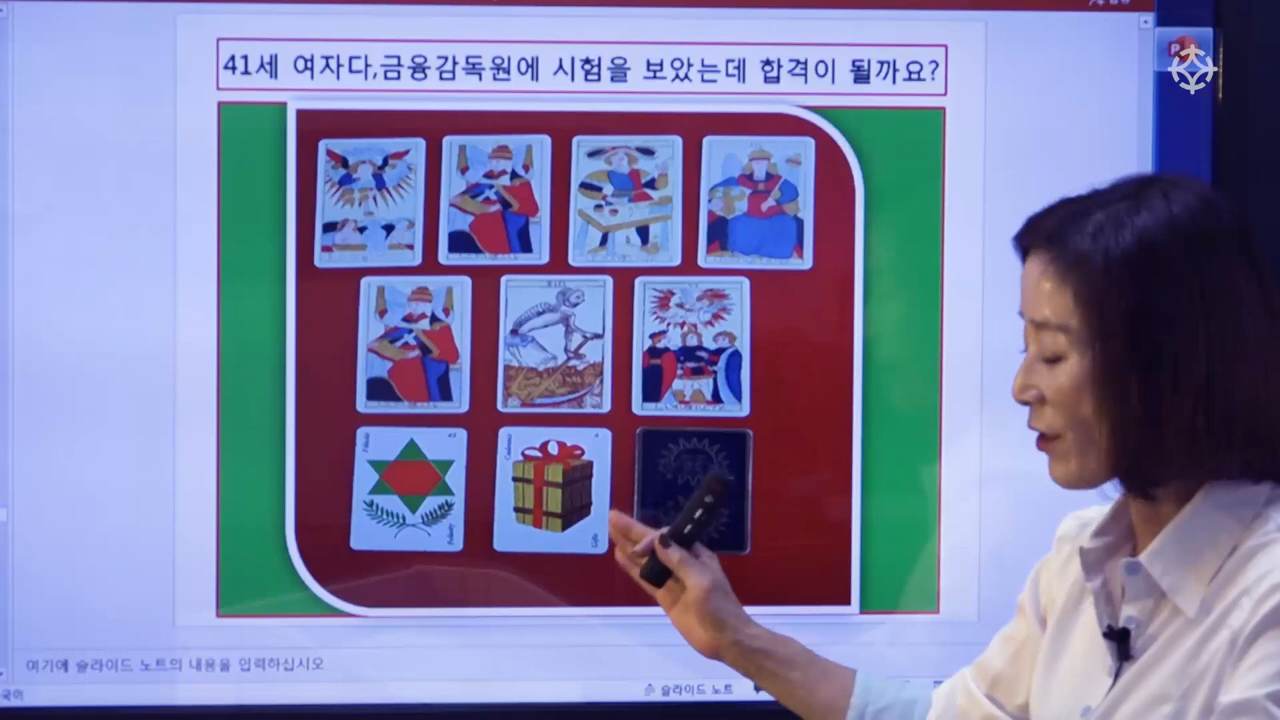 41세 여자다,금융감독원에 시험을 보았는데 합격이 될까요?
여기에 슬라이드 노트의 내용을 입력하십시오
국어
슬라이드 노트